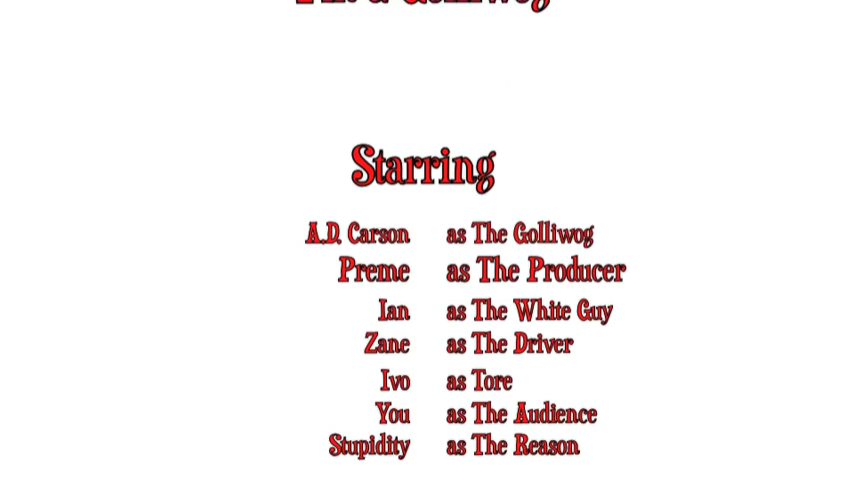 a Golliwog
Starring
A.D. Carson as The Golliwog
Preme as The Producer
Ian as The White Guy
Zane as The Driver
Ivo as Tore
You as The Audience
Stupidity as The Reason